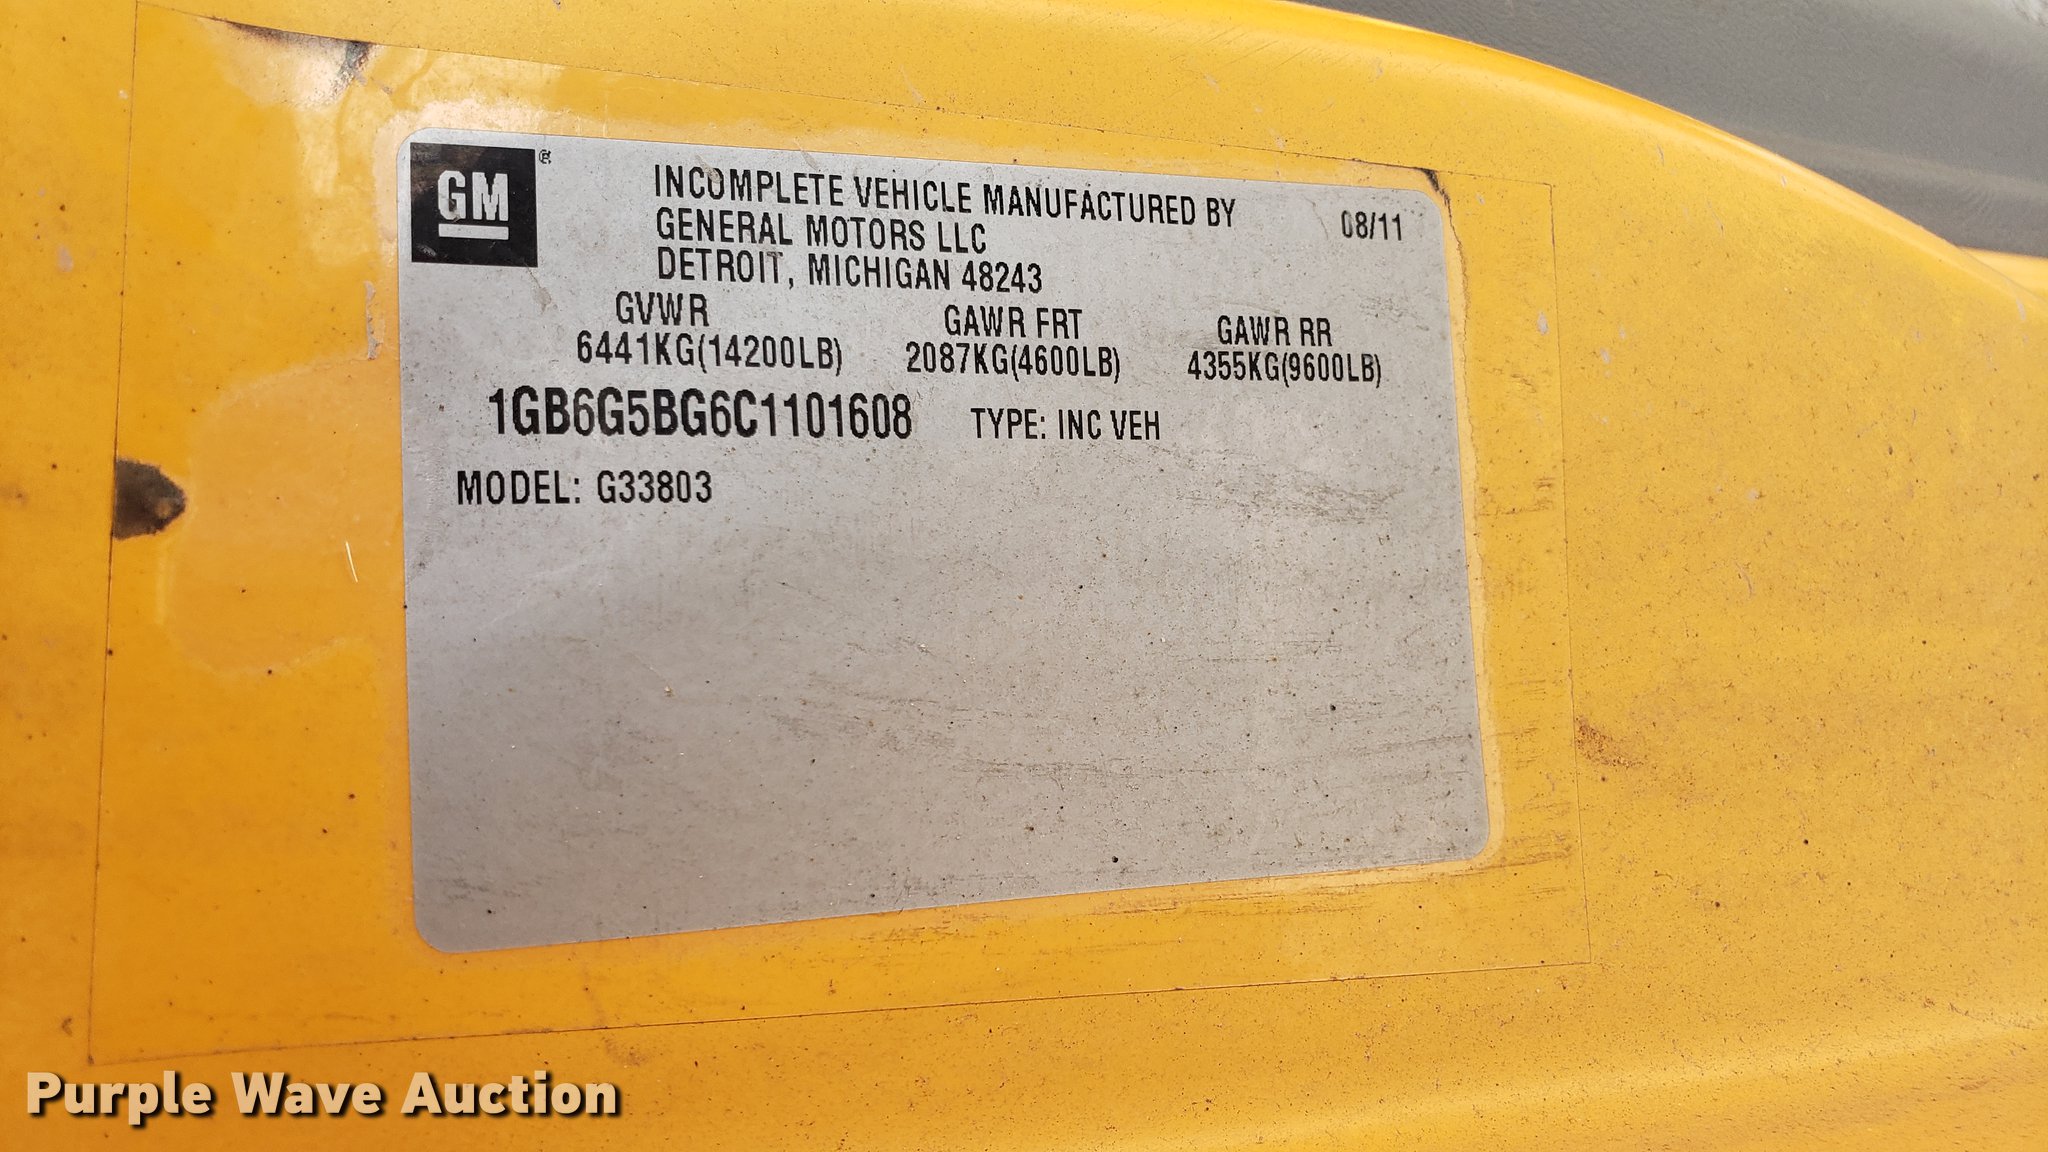 GM ®
INCOMPLETE VEHICLE MANUFACTURED BY
GENERAL MOTORS LLC
DETROIT, MICHIGAN 48243
08/11
GVWR GAWR FRT GAWR RR
6441KG(14200LB) 2087KG(4600LB) 4355KG(9600LB)
1GB6G5BG6C1101608 TYPE: INC VEH
MODEL: G33803
Purple Wave Auction